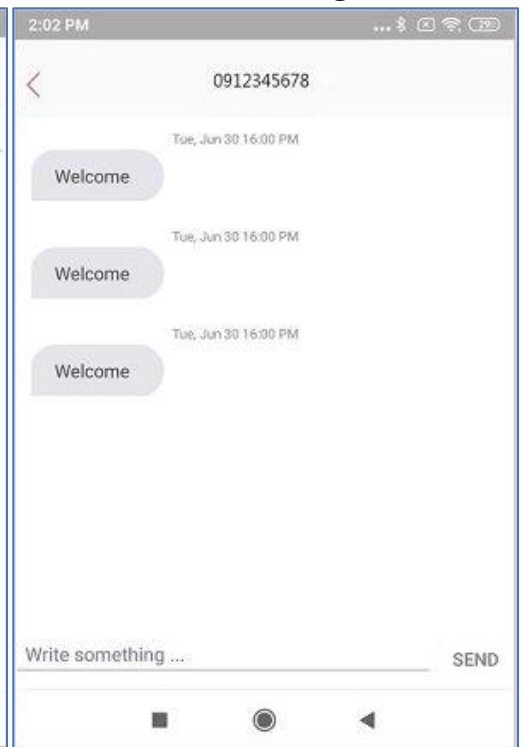 2:02 PM
29
0912345678
Tue, Jun 30 16:00 PM
Welcome
Tue, Jun 30 16:00 PM
Welcome
Tue, Jun 30 16:00 PM
Welcome
Write something ...
SEND